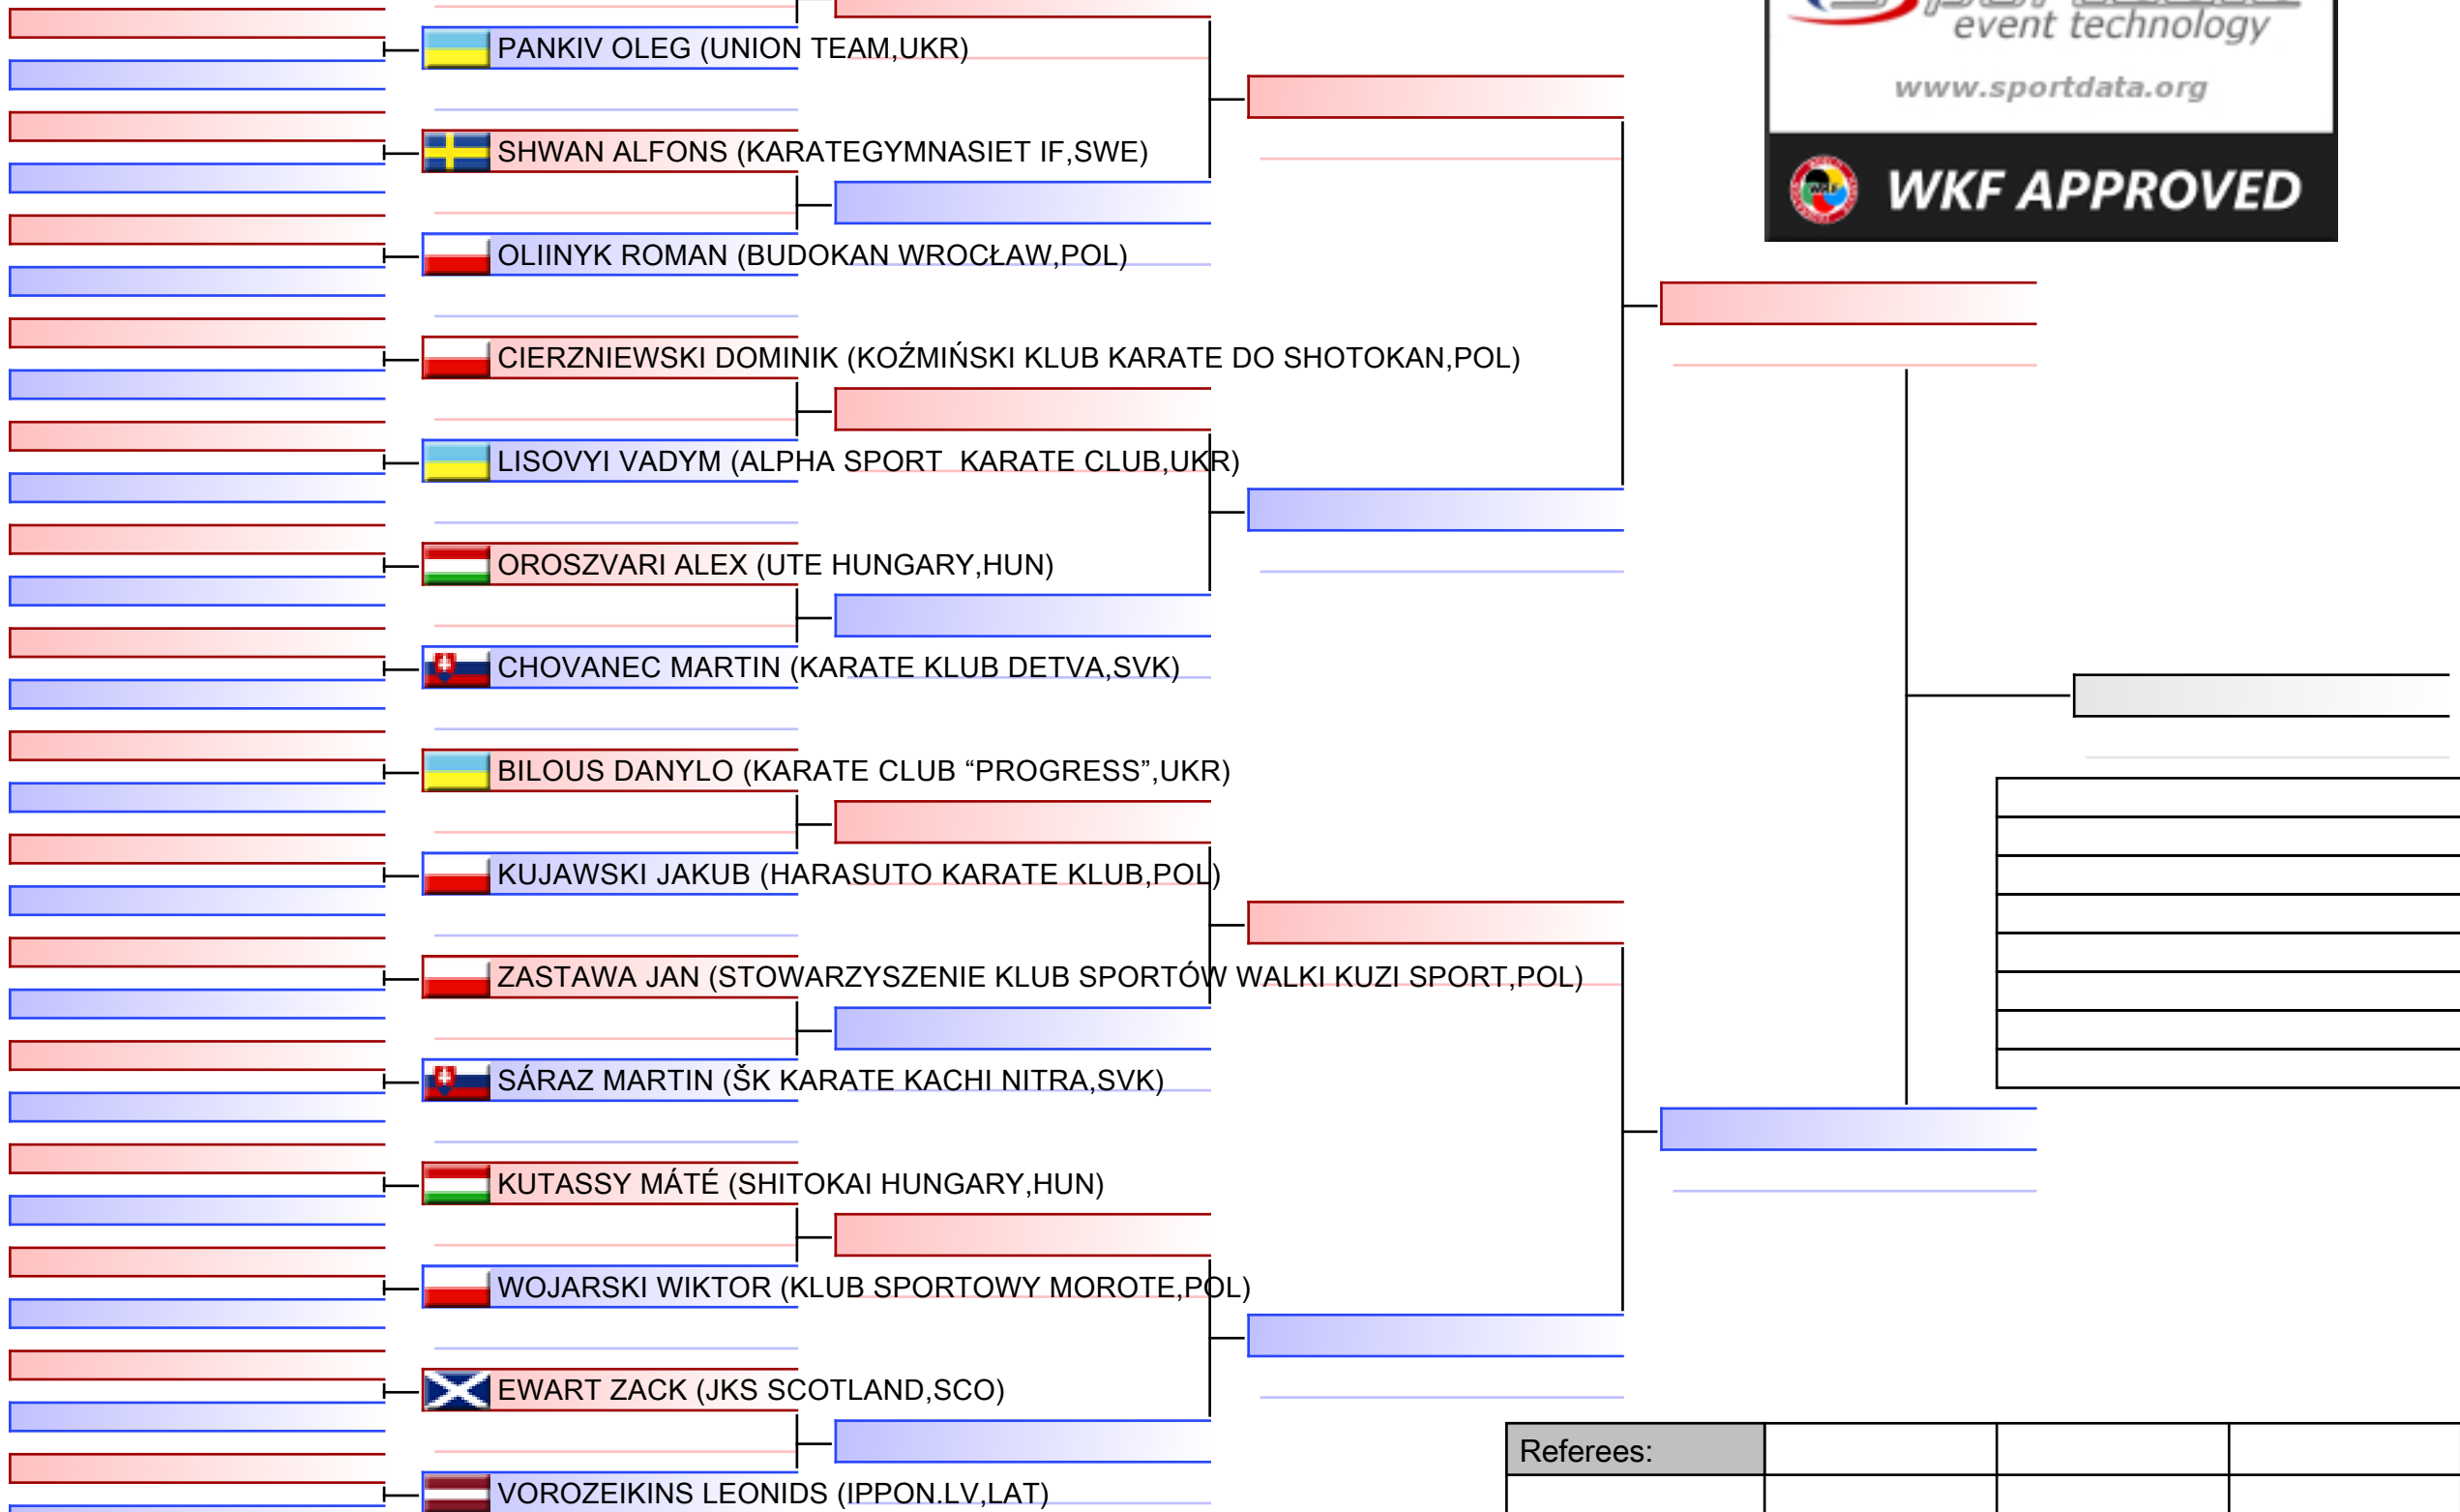 event technology
www.sportdata.org
WKF APPROVED
PANKIV OLEG (UNION TEAM,UKR)
SHWAN ALFONS (KARATEGYMNASIET IF,SWE)
OLIINYK ROMAN (BUDOKAN WROCŁAW,POL)
CIERZNIEWSKI DOMINIK (KOŹMIŃSKI KLUB KARATE DO SHOTOKAN,POL)
LISOVYI VADYM (ALPHA SPORT  KARATE CLUB,UKR)
OROSZVARI ALEX (UTE HUNGARY,HUN)
CHOVANEC MARTIN (KARATE KLUB DETVA,SVK)
BILOUS DANYLO (KARATE CLUB “PROGRESS”,UKR)
KUJAWSKI JAKUB (HARASUTO KARATE KLUB,POL)
ZASTAWA JAN (STOWARZYSZENIE KLUB SPORTÓW WALKI KUZI SPORT,POL)
SÁRAZ MARTIN (ŠK KARATE KACHI NITRA,SVK)
KUTASSY MÁTÉ (SHITOKAI HUNGARY,HUN)
WOJARSKI WIKTOR (KLUB SPORTOWY MOROTE,POL)
EWART ZACK (JKS SCOTLAND,SCO)
VOROZEIKINS LEONIDS (IPPON.LV,LAT)
Referees: